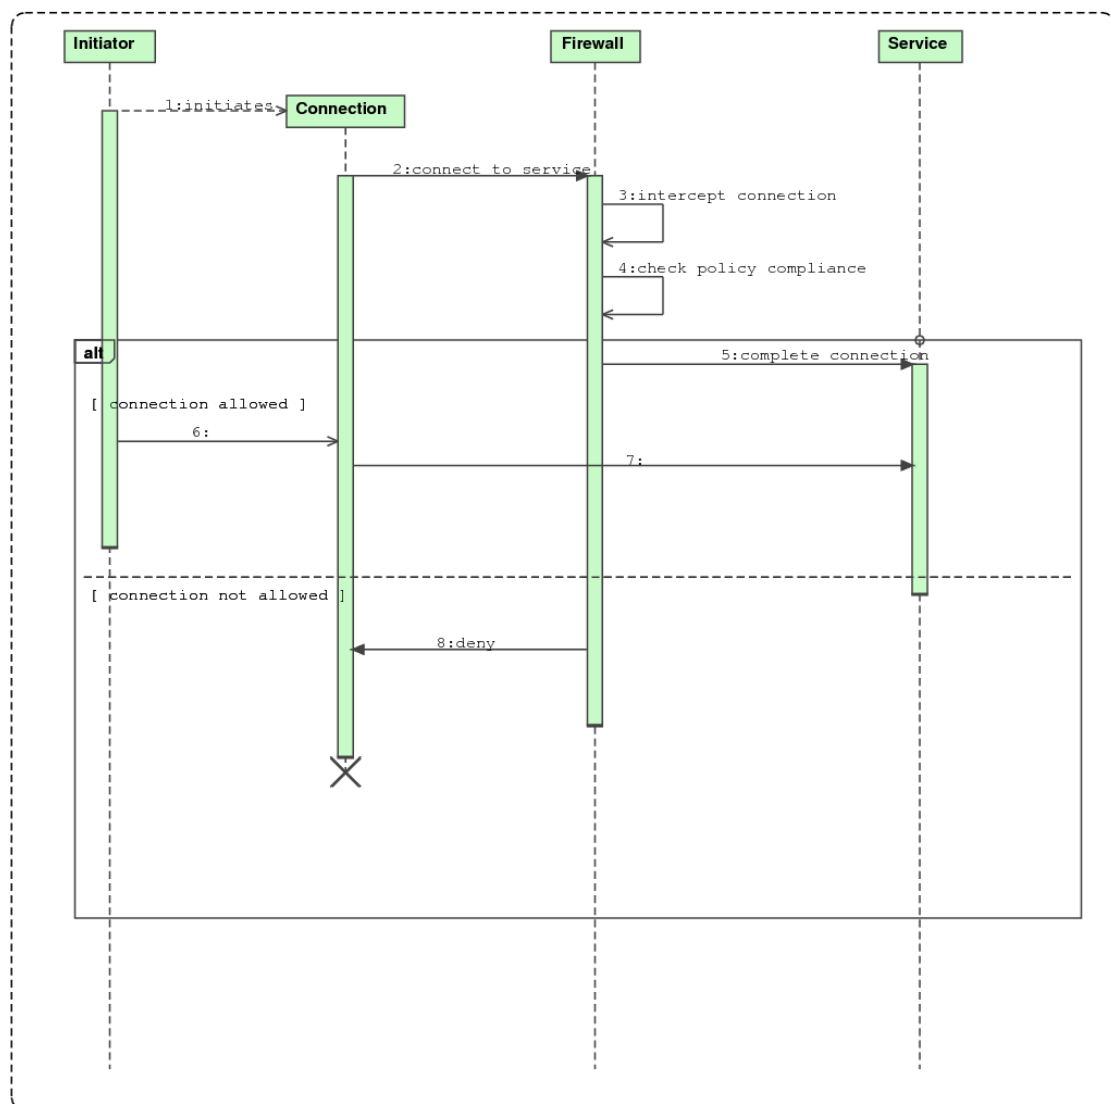 Initiator
Firewall
Service
1:initiates
Connection
2:connect to service
3:intercept connection
4:check policy compliance
alt
5:complete connection
[ connection allowed ]
6:
7:
[ connection not allowed ]
8:deny